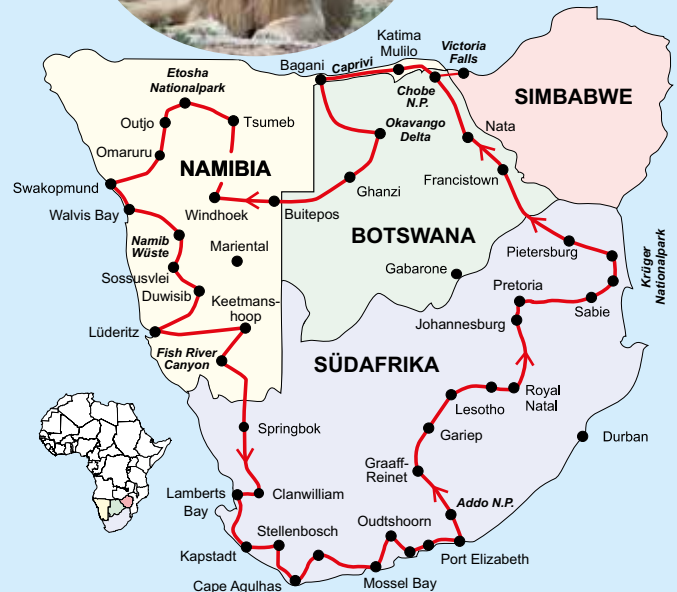 Katima
Mulilo
Victoria
Falls
Bagani
Caprivi
Etosha
Nationalpark
Chobe
N.P.
SIMBABWE
Outjo
Tsumeb
Okavango
Delta
Nata
Omaruru
NAMIBIA
Francistown
Swakopmund
Ghanzi
Walvis Bay
Windhoek
Buitepos
BOTSWANA
Namib
Wüste
Mariental
Pietersburg
Krüger
Nationalpark
Sossusvlei
Gabarone
Duwisib
Pretoria
Keetmans-
hoop
Sabie
Lüderitz
Johannesburg
Fish River
Canyon
SÜDAFRIKA
Royal
Natal
Lesotho
Springbok
Gariep
Durban
Graaff-
Reinet
Lamberts
Bay
Clanwilliam
Addo N.P.
Stellenbosch
Oudtshoorn
Kapstadt
Port Elizabeth
Cape Agulhas
Mossel Bay